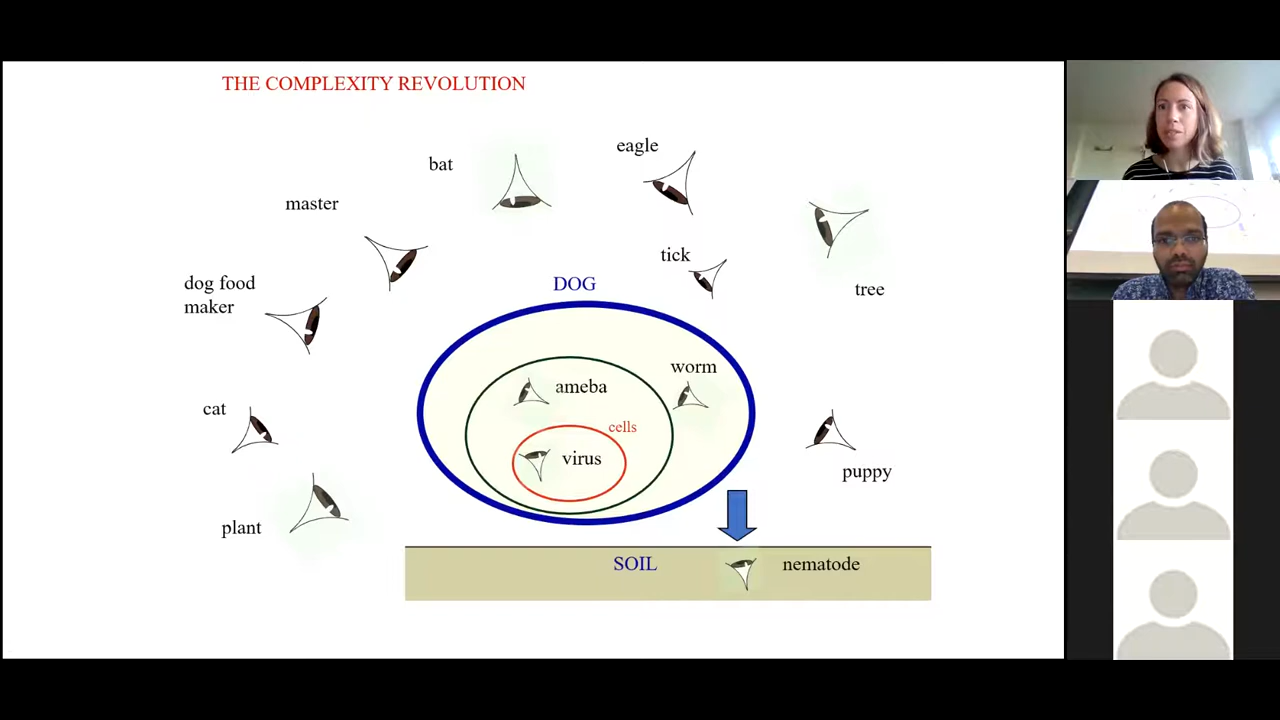 THE COMPLEXITY REVOLUTION
bat
eagle
master
tick
dog food
maker
DOG
tree
worm
ameba
cat
cells
virus
puppy
plant
SOIL
nematode